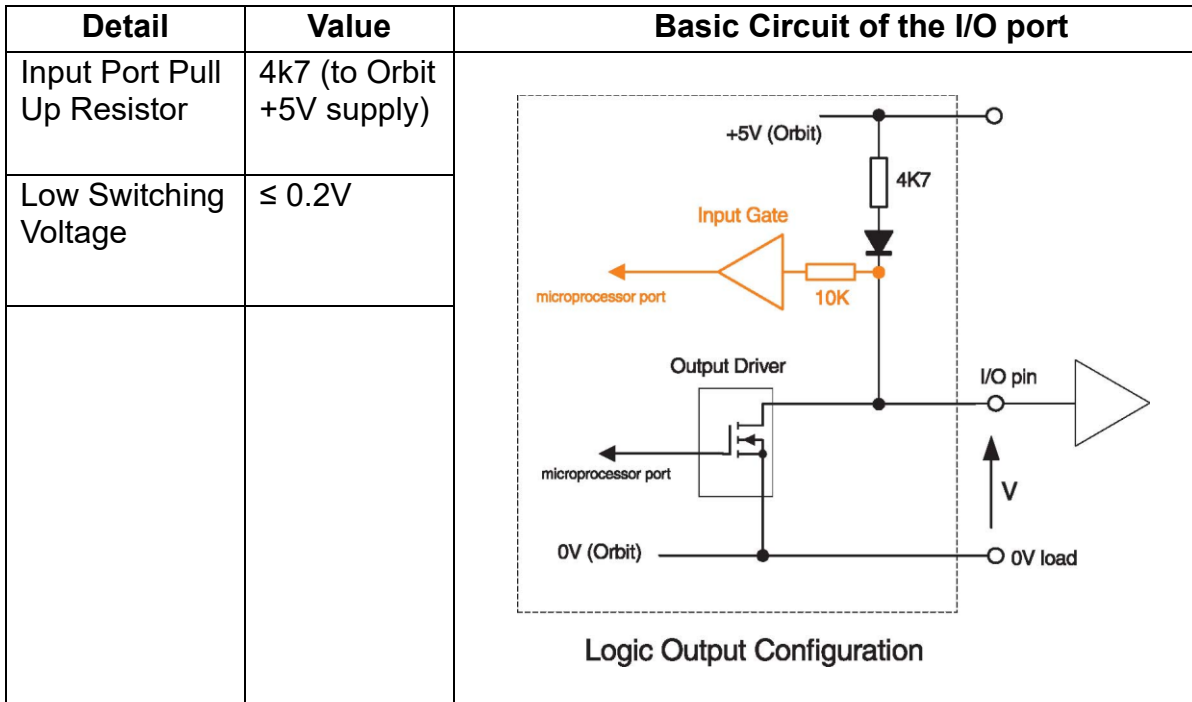 Detail
Value
Basic Circuit of the I/O port
Input Port Pull
Up Resistor
4k7 (to Orbit
+5V supply)
Low Switching
Voltage
≤ 0.2V
+5V (Orbit)
4K7
Input Gate
microprocessor port
10K
Output Driver
I/O pin
microprocessor port
V
0V (Orbit)
0V load
Logic Output Configuration